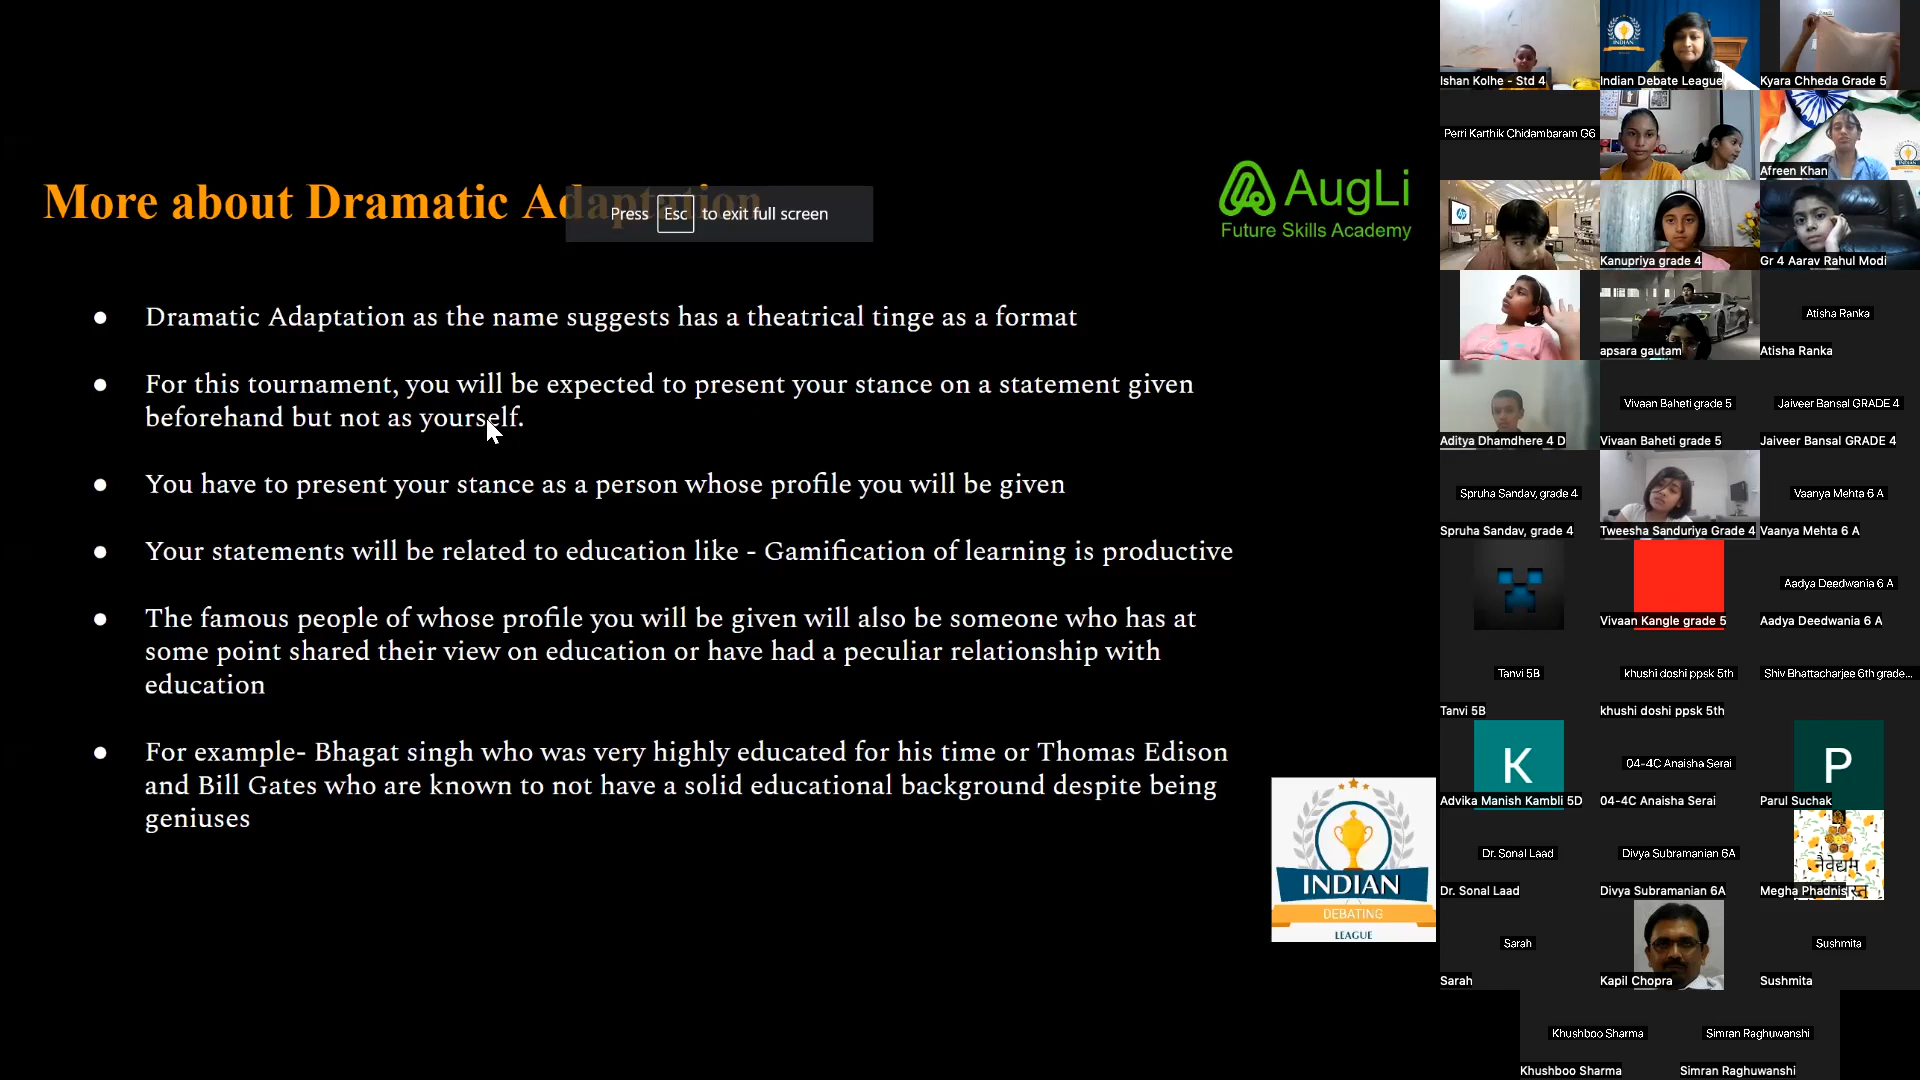 More about Dramatic Adaptation
Press Esc to exit full screen
AugLi
Future Skills Academy
● Dramatic Adaptation as the name suggests has a theatrical tinge as a format
● For this tournament, you will be expected to present your stance on a statement given
beforehand but not as yourself.
● You have to present your stance as a person whose profile you will be given
● Your statements will be related to education like - Gamification of learning is productive
● The famous people of whose profile you will be given will also be someone who has at
some point shared their view on education or have had a peculiar relationship with
education
● For example- Bhagat singh who was very highly educated for his time or Thomas Edison
and Bill Gates who are known to not have a solid educational background despite being
geniuses
INDIAN
DEBATING
LEAGUE
INDIAN
Ishan Kolhe - Std 4
Indian Debate League
Kyara Chheda Grade 5
Perri Karthik Chidambaram G6
Afreen Khan
hp
Kanupriya grade 4
Gr 4 Aarav Rahul Modi
apsara gautam
Atisha Ranka
Atisha Ranka
Aditya Dhamdhere 4 D
Vivaan Baheti grade 5
Vivaan Baheti grade 5
Jaiveer Bansal GRADE 4
Jaiveer Bansal GRADE 4
Spruha Sandav, grade 4
Spruha Sandav, grade 4
Tweesha Sanduriya Grade 4
Vaanya Mehta 6 A
Vaanya Mehta 6 A
Vivaan Kangle grade 5
Aadya Deedwania 6 A
Aadya Deedwania 6 A
Tanvi 5B
Tanvi 5B
khushi doshi ppsk 5th
khushi doshi ppsk 5th
Shiv Bhattacharjee 6th grade...
K
Advika Manish Kambli 5D
04-4C Anaisha Serai
04-4C Anaisha Serai
P
Parul Suchak
Dr. Sonal Laad
Dr. Sonal Laad
Divya Subramanian 6A
Divya Subramanian 6A
नैवेद्यम्
Megha Phadnis
Sarah
Sarah
Kapil Chopra
Sushmita
Sushmita
Khushboo Sharma
Khushboo Sharma
Simran Raghuwanshi
Simran Raghuwanshi